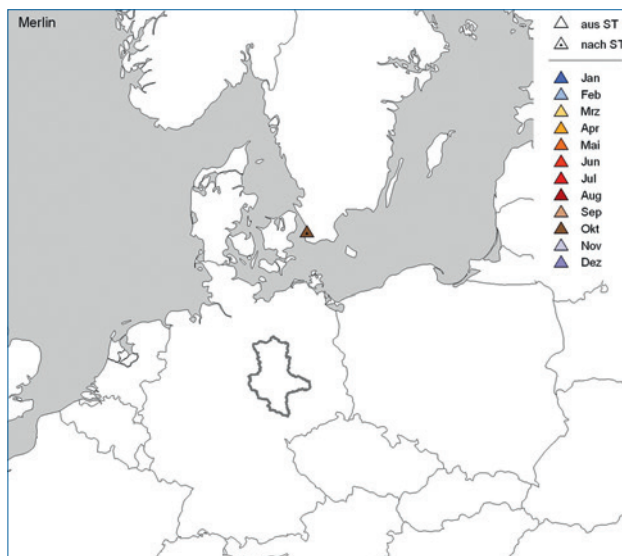 Merlin
aus ST
nach ST
Jan
Feb
Mrz
Apr
Mai
Jun
Jul
Aug
Sep
Okt
Nov
Dez